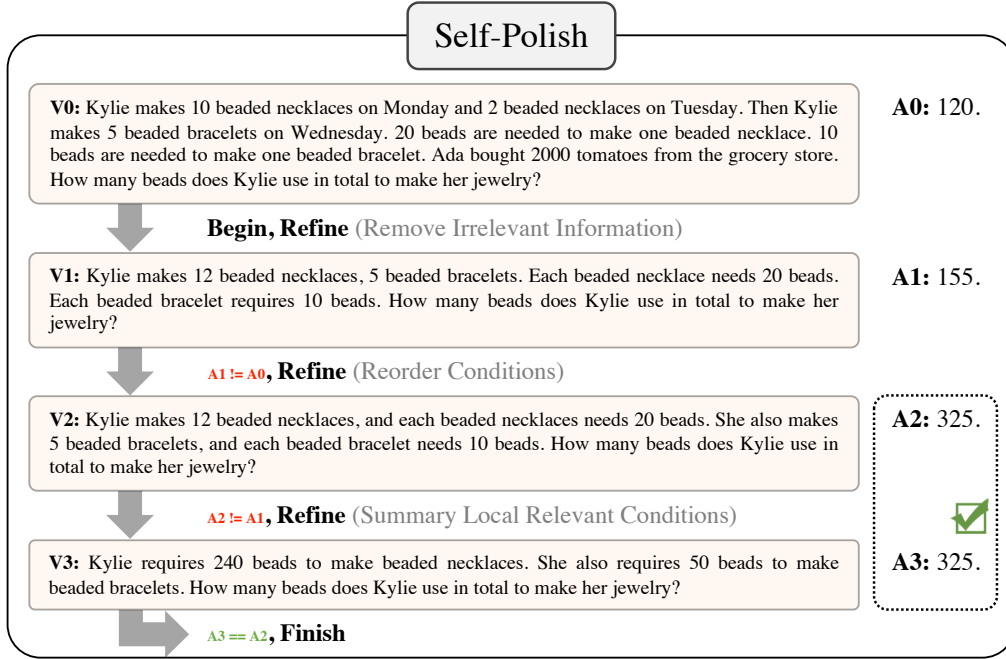 Self-Polish
V0: Kylie makes 10 beaded necklaces on Monday and 2 beaded necklaces on Tuesday. Then Kylie
makes 5 beaded bracelets on Wednesday. 20 beads are needed to make one beaded necklace. 10
beads are needed to make one beaded bracelet. Ada bought 2000 tomatoes from the grocery store.
How many beads does Kylie use in total to make her jewelry?
A0: 120.
Begin, Refine (Remove Irrelevant Information)
V1: Kylie makes 12 beaded necklaces, 5 beaded bracelets. Each beaded necklace needs 20 beads.
Each beaded bracelet requires 10 beads. How many beads does Kylie use in total to make her
jewelry?
A1: 155.
A1 != A0, Refine (Reorder Conditions)
V2: Kylie makes 12 beaded necklaces, and each beaded necklaces needs 20 beads. She also makes
5 beaded bracelets, and each beaded bracelet needs 10 beads. How many beads does Kylie use in
total to make her jewelry?
A2: 325.
A2 != A1, Refine (Summary Local Relevant Conditions)
V3: Kylie requires 240 beads to make beaded necklaces. She also requires 50 beads to make
beaded bracelets. How many beads does Kylie use in total to make her jewelry?
A3: 325.
A3 == A2, Finish